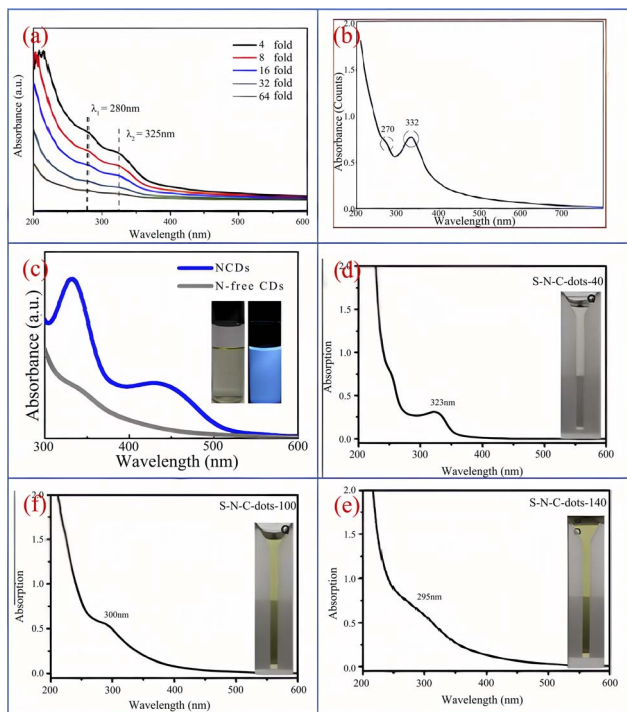 (a)
4 fold
8 fold
16 fold
32 fold
64 fold
λ₁ = 280nm
λ₂ = 325nm
Absorbance (a.u.)
200 300 400 500 600
Wavelength (nm)
(b)
2.0
1.5
1.0
0.5
0.0
270
332
Absorbance (Counts)
200 300 400 500 600 700
Wavelength (nm)
(c)
NCDs
N-free CDs
Absorbance (a.u.)
300 400 500 600
Wavelength (nm)
(d)
S-N-C-dots-40
2.0
1.5
1.0
0.5
0.0
323nm
Absorption
200 300 400 500 600
Wavelength (nm)
(f)
S-N-C-dots-100
2.0
1.5
1.0
0.5
0.0
300nm
Absorption
200 300 400 500 600
Wavelength (nm)
(e)
S-N-C-dots-140
2.0
1.5
1.0
0.5
0.0
295nm
Absorption
200 300 400 500 600
Wavelength (nm)